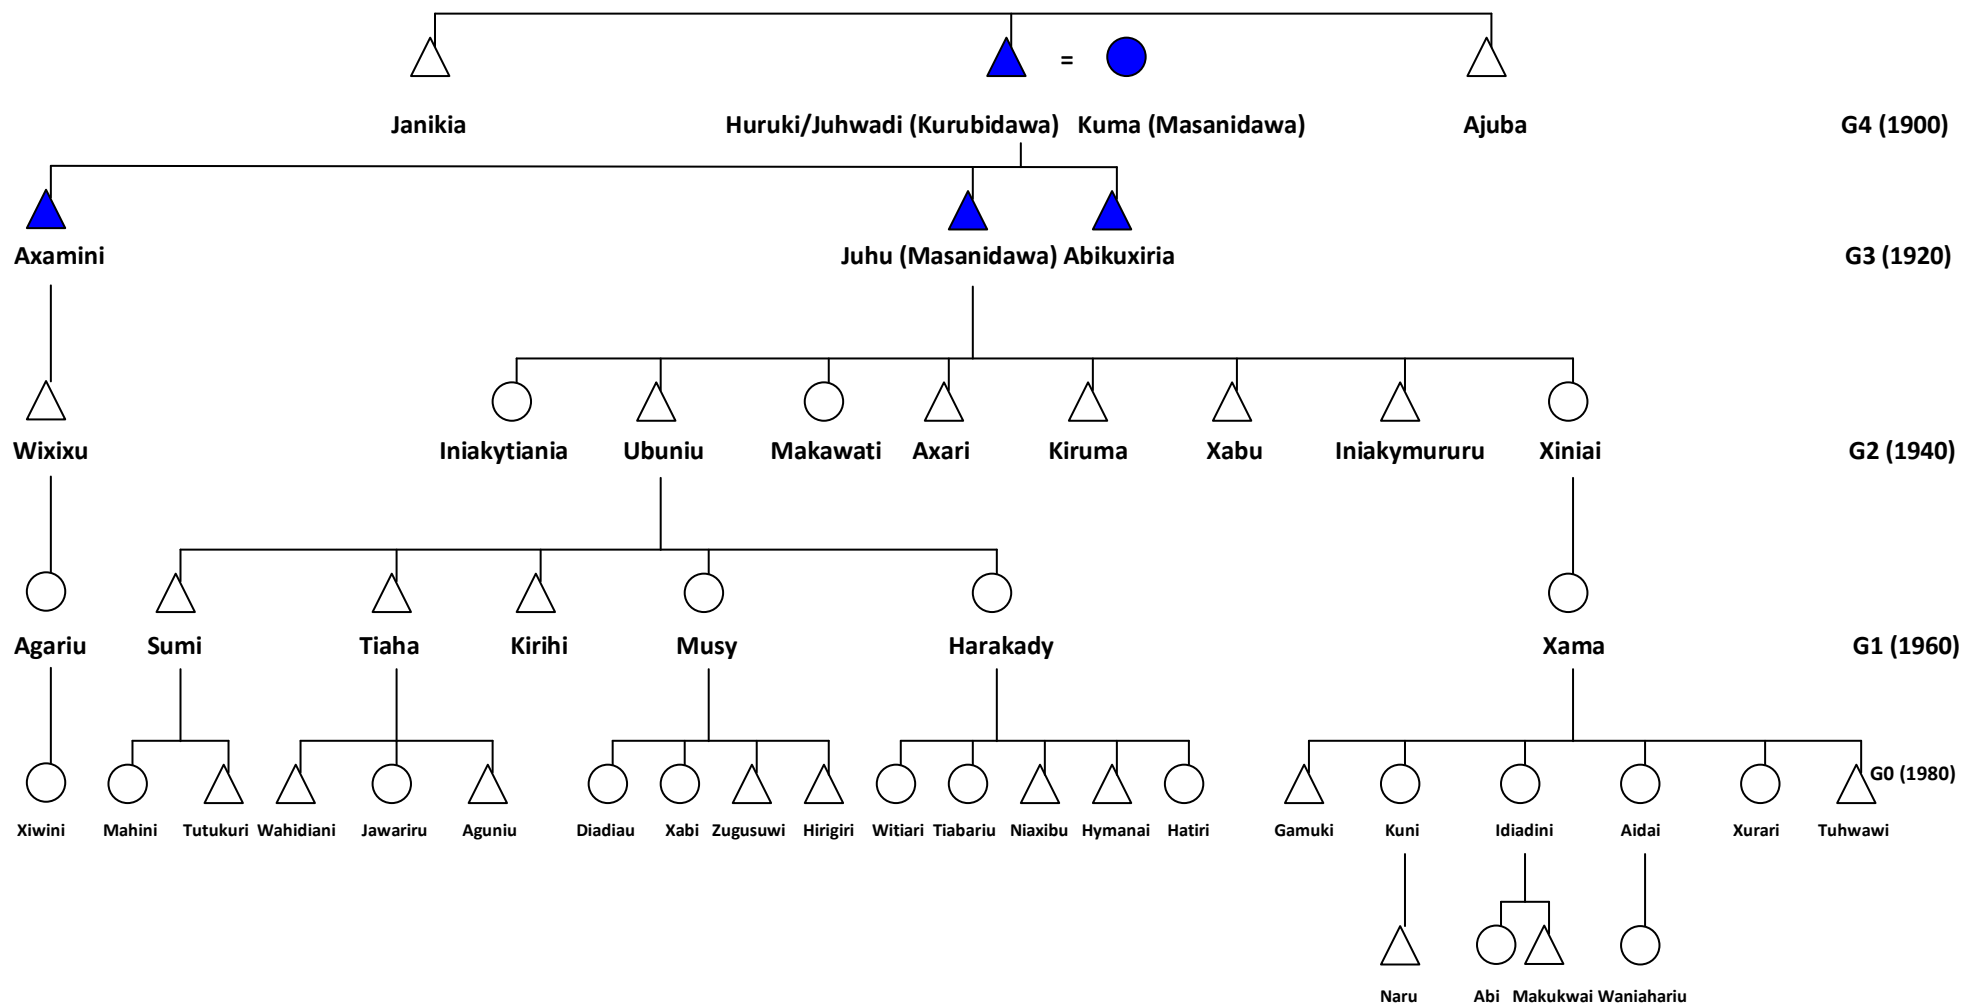 =
Janikia Huruki/Juhwadi (Kurubidawa) Kuma (Masanidawa) Ajuba G4 (1900)
Axamini Juhu (Masanidawa) Abikuxiria G3 (1920)
Wixixu Iniakytiania Ubuniu Makawati Axari Kiruma Xabu Iniakymururu Xiniai G2 (1940)
Agariu Sumi Tiaha Kirihi Musy Harakady Xama G1 (1960)
G0 (1980)
Xiwini Mahini Tutukuri Wahidiani Jawariru Aguniu Diadiau Xabi Zugusuwi Hirigiri Witiari Tiabariu Niaxibu Hymanai Hatiri Gamuki Kuni Idiadini Aidai Xurari Tuhwawi
Naru Abi Makukwai Waniahariu